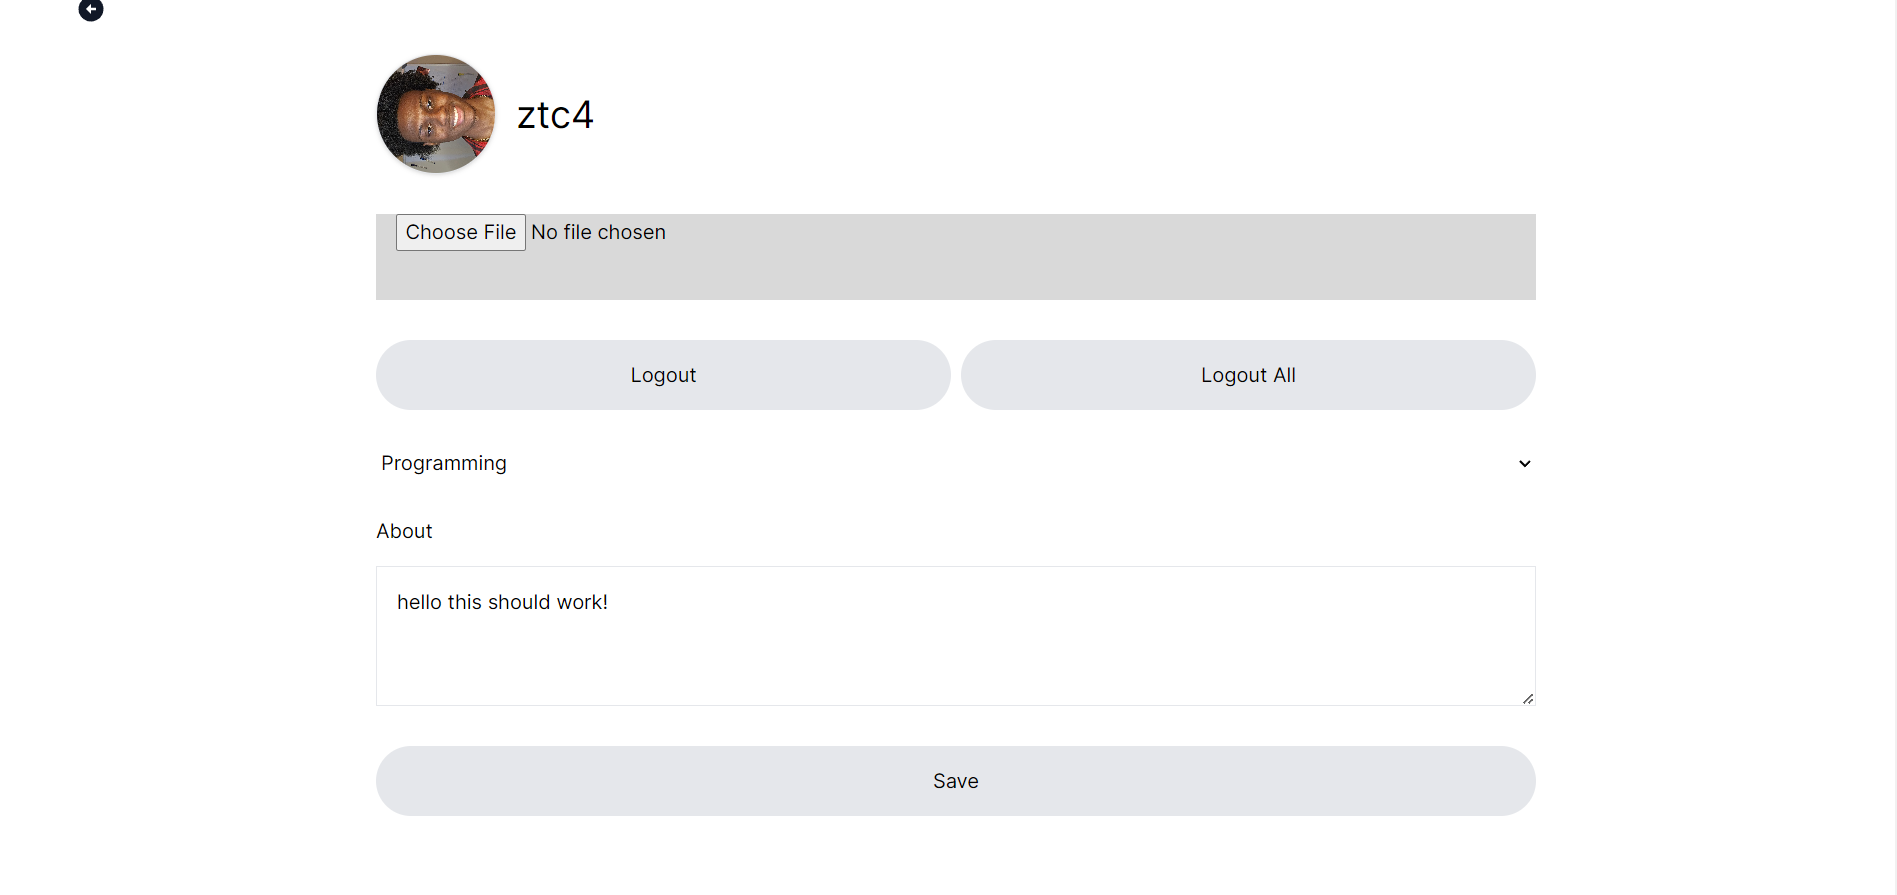 ztc4
Choose File No file chosen
Logout
Logout All
Programming
About
hello this should work!
Save